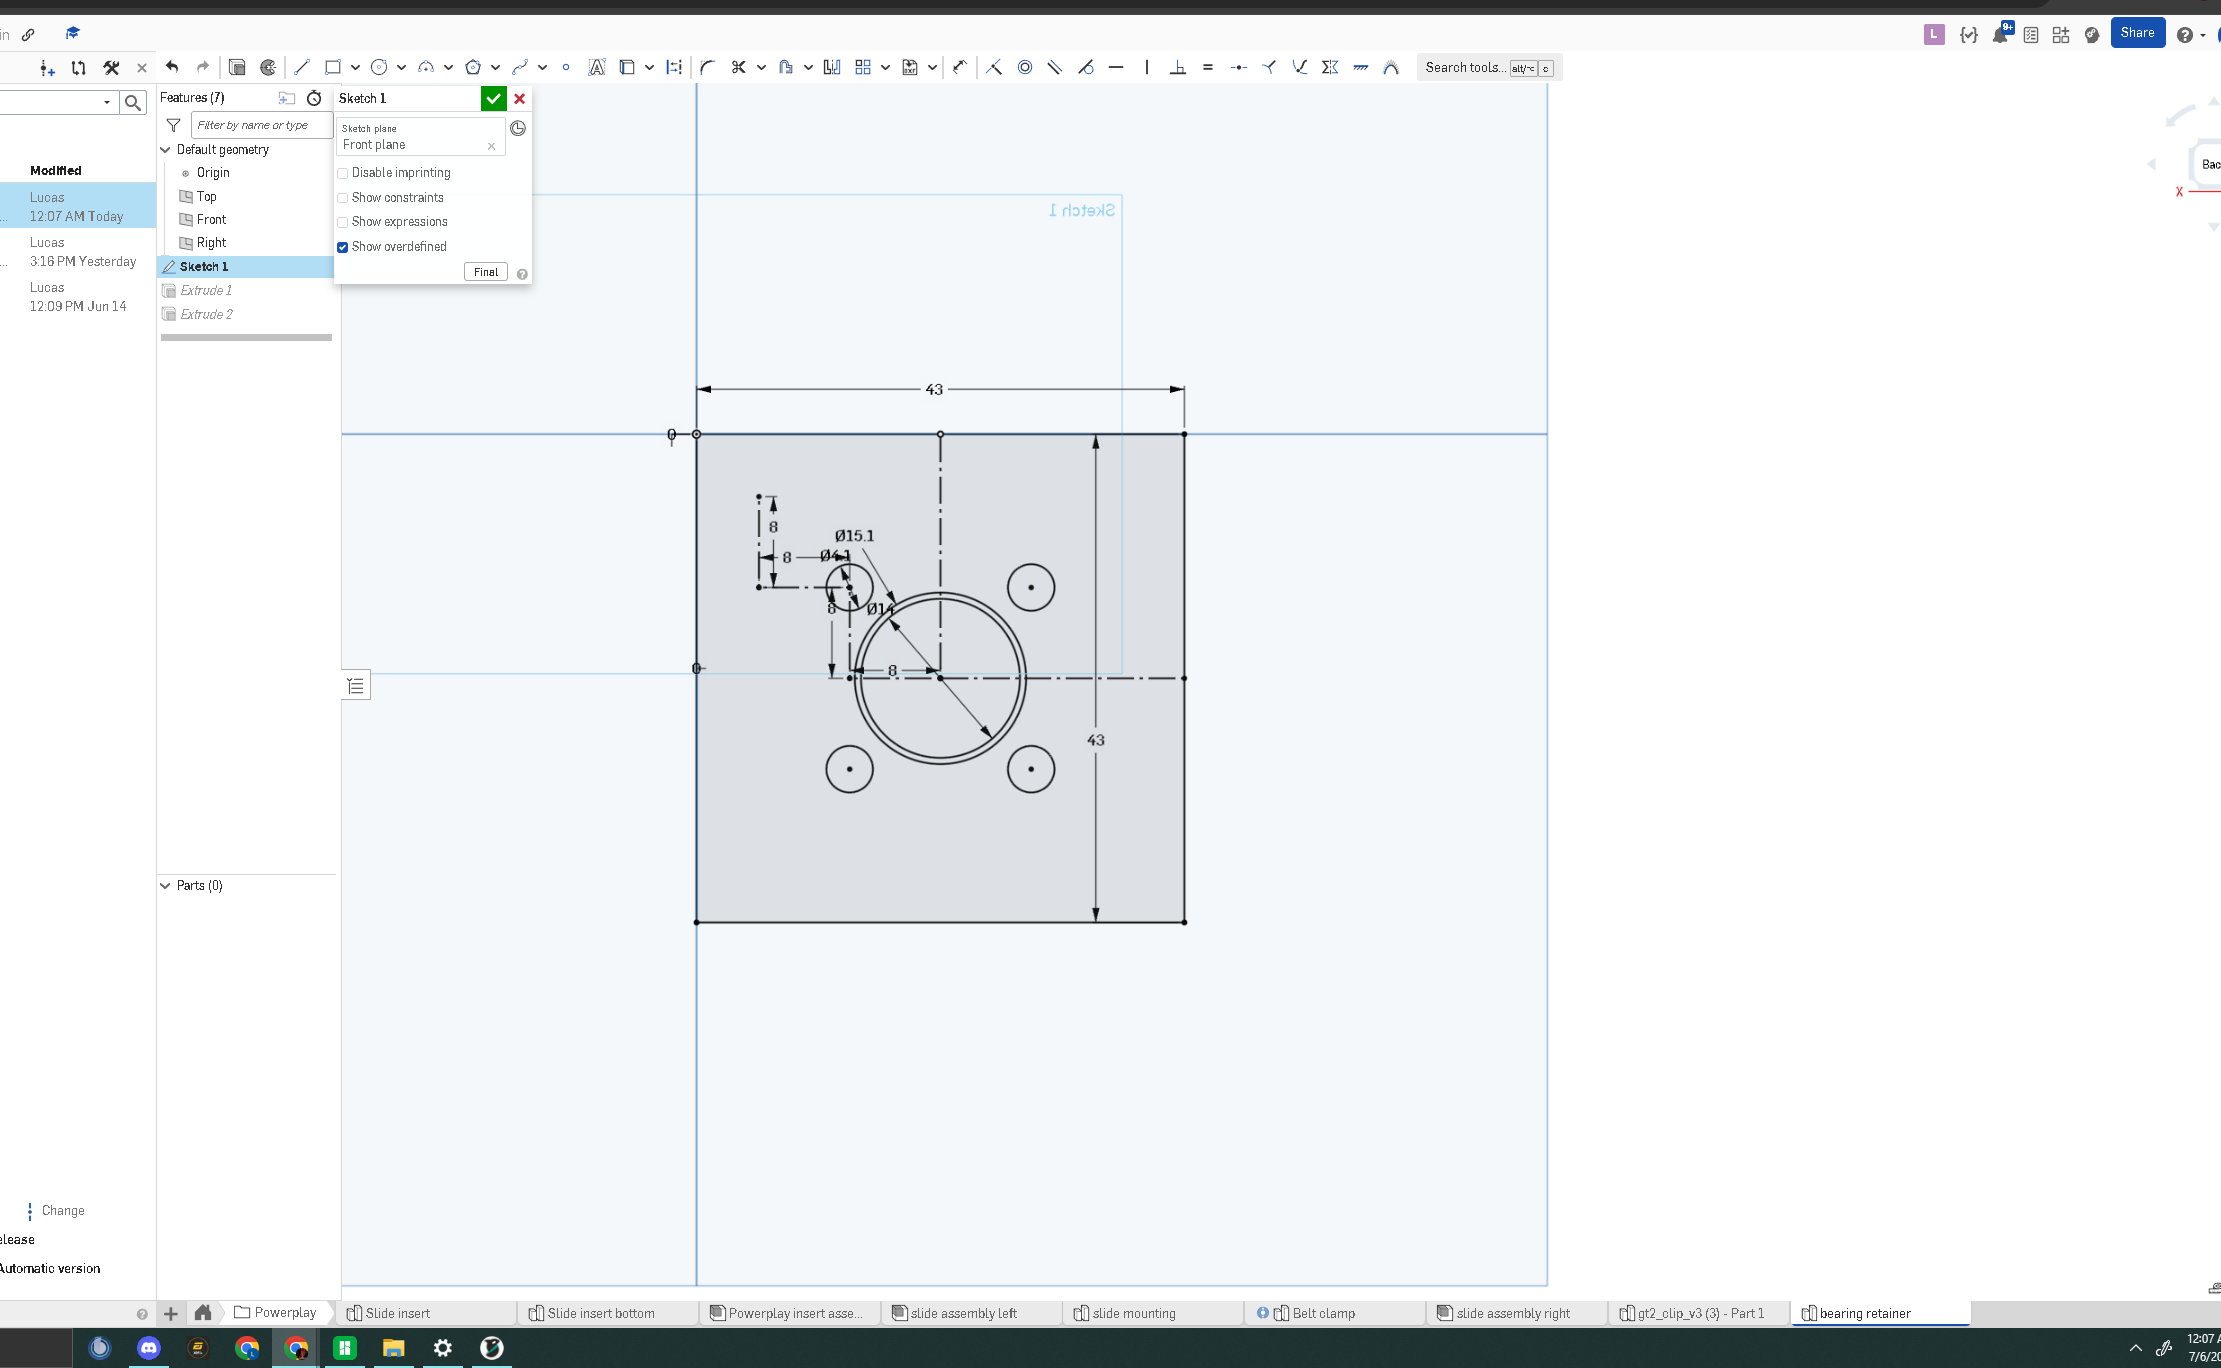 in
L
9+
Share
Search tools... alt/⌥ c
Features (7)
Sketch 1
Filter by name or type
Sketch plane
Front plane
Default geometry
Disable imprinting
Modified
Origin
Show constraints
Lucas
Top
12:07 AM Today
Front
Show expressions
Lucas
Right
Show overdefined
3:16 PM Yesterday
Sketch 1
Final
Lucas
Extrude 1
12:09 PM Jun 14
Extrude 2
Bac
X
Sketch 1
43
0
8
Ø15.1
8
Ø4.1
8
Ø14
0
8
43
Parts (0)
Change
elease
Automatic version
Powerplay
Slide insert
Slide insert bottom
Powerplay insert asse...
slide assembly left
slide mounting
Belt clamp
slide assembly right
gt2_clip_v3 (3) - Part 1
bearing retainer
12:07 A
7/6/20